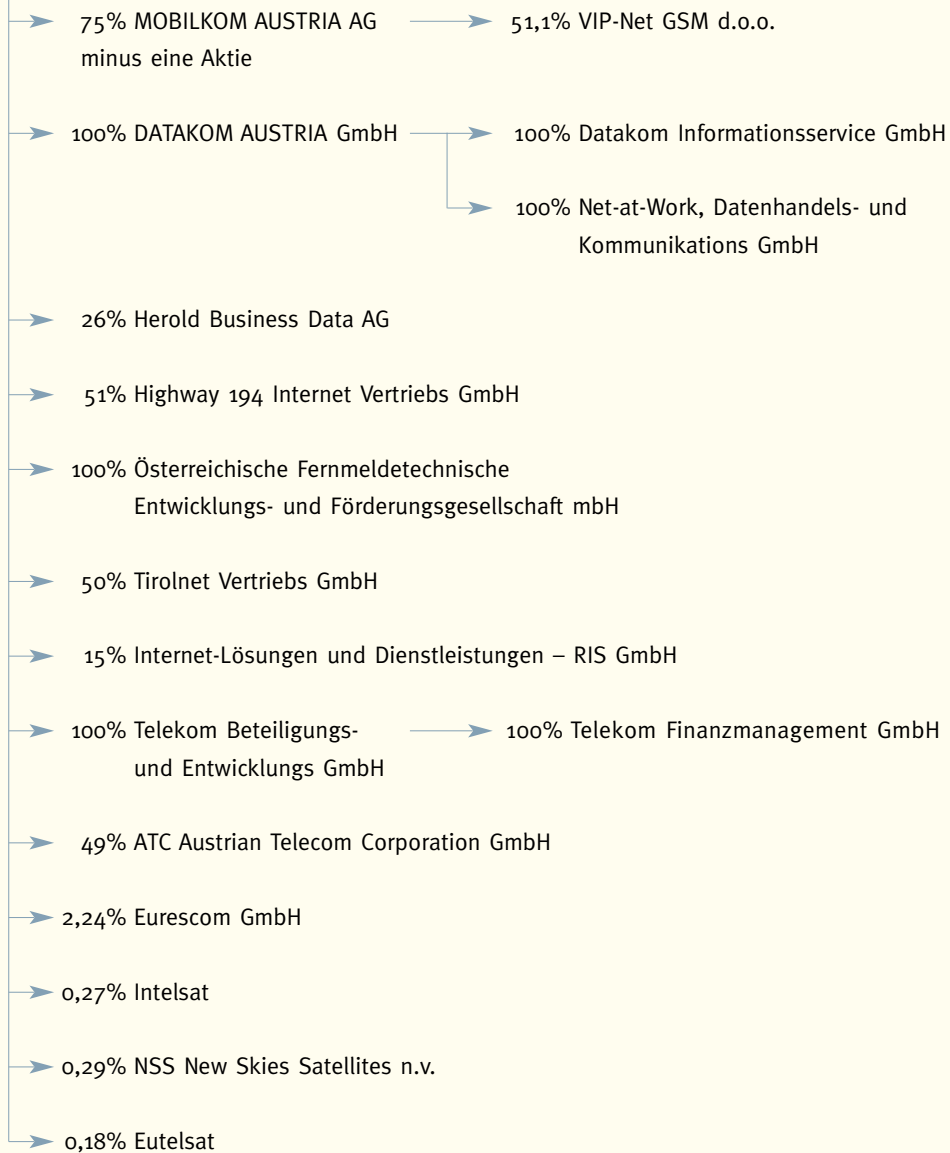 75% MOBILKOM AUSTRIA AG
minus eine Aktie
51,1% VIP-Net GSM d.o.o.
100% DATAKOM AUSTRIA GmbH
100% Datakom Informationsservice GmbH
100% Net-at-Work, Datenhandels- und
Kommunikations GmbH
26% Herold Business Data AG
51% Highway 194 Internet Vertriebs GmbH
100% Österreichische Fernmeldetechnische
Entwicklungs- und Förderungsgesellschaft mbH
50% Tirolnet Vertriebs GmbH
15% Internet-Lösungen und Dienstleistungen – RIS GmbH
100% Telekom Beteiligungs-
und Entwicklungs GmbH
100% Telekom Finanzmanagement GmbH
49% ATC Austrian Telecom Corporation GmbH
2,24% Eurescom GmbH
0,27% Intelsat
0,29% NSS New Skies Satellites n.v.
0,18% Eutelsat